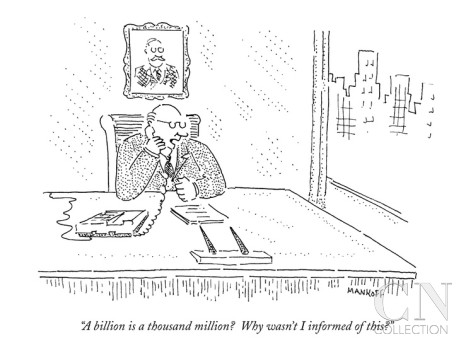 MANKOFF
CN
COLLECTION
"A billion is a thousand million? Why wasn't I informed of this?"